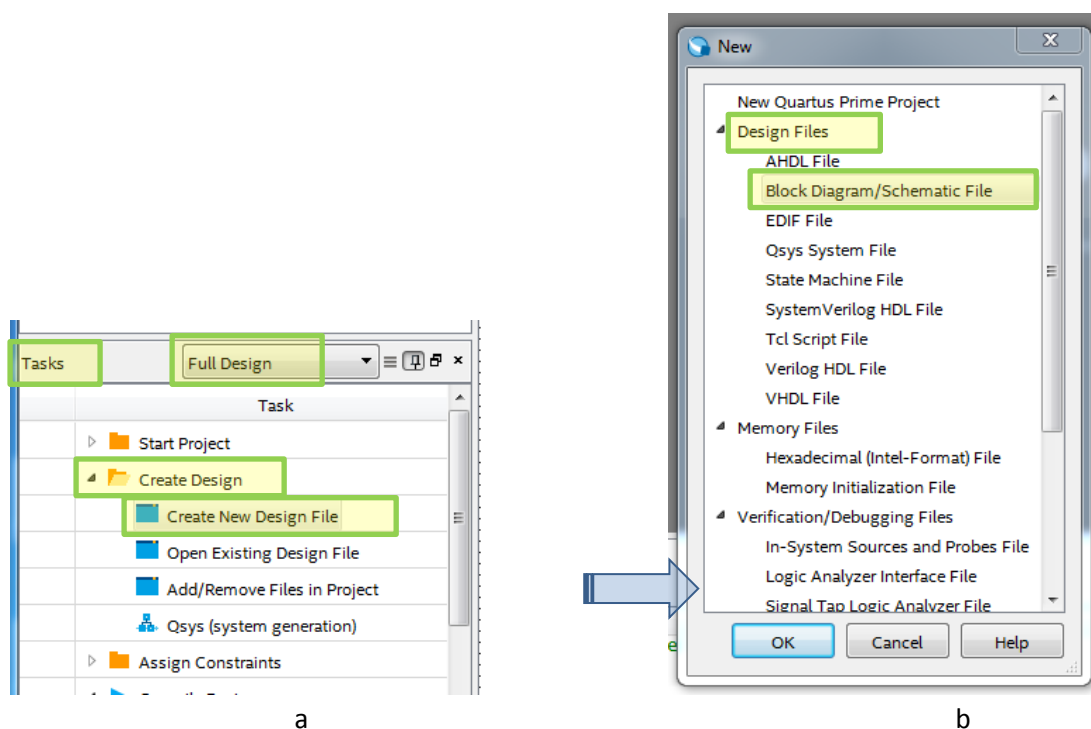 Tasks
Full Design
Task
Start Project
Create Design
Create New Design File
Open Existing Design File
Add/Remove Files in Project
Qsys (system generation)
Assign Constraints
a
New
New Quartus Prime Project
Design Files
AHDL File
Block Diagram/Schematic File
EDIF File
Qsys System File
State Machine File
SystemVerilog HDL File
Tcl Script File
Verilog HDL File
VHDL File
Memory Files
Hexadecimal (Intel-Format) File
Memory Initialization File
Verification/Debugging Files
In-System Sources and Probes File
Logic Analyzer Interface File
Signal Tap Logic Analyzer File
OK Cancel Help
b